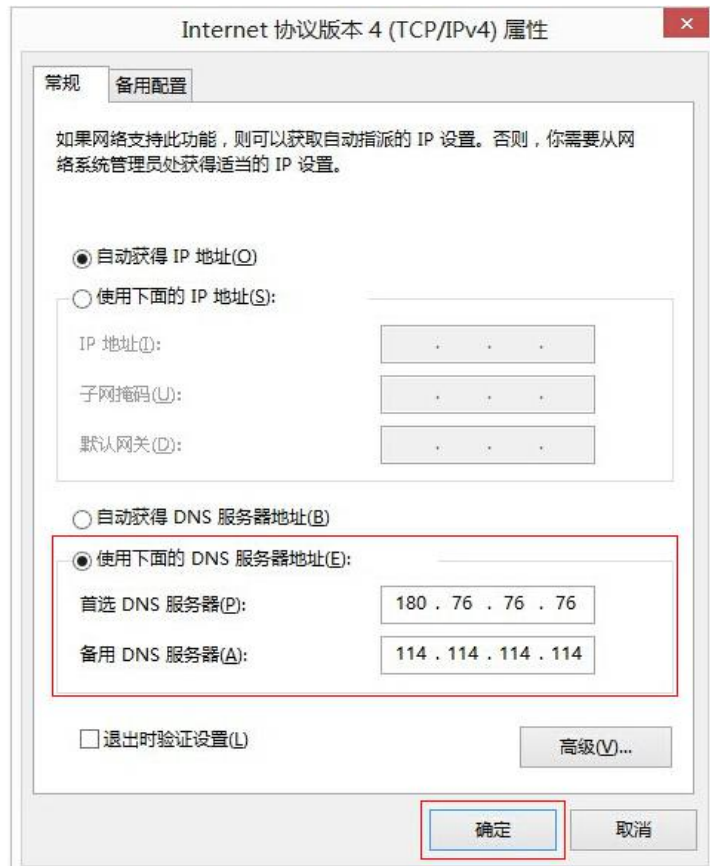 Internet 协议版本 4 (TCP/IPv4) 属性
×
常规
备用配置
如果网络支持此功能，则可以获取自动指派的 IP 设置。否则，你需要从网
络系统管理员处获得适当的 IP 设置。
自动获得 IP 地址(O)
使用下面的 IP 地址(S):
IP 地址(I): . . .
子网掩码(U): . . .
默认网关(D): . . .
自动获得 DNS 服务器地址(B)
使用下面的 DNS 服务器地址(E):
首选 DNS 服务器(P): 180 . 76 . 76 . 76
备用 DNS 服务器(A): 114 . 114 . 114 . 114
退出时验证设置(L)
高级(V)...
确定
取消